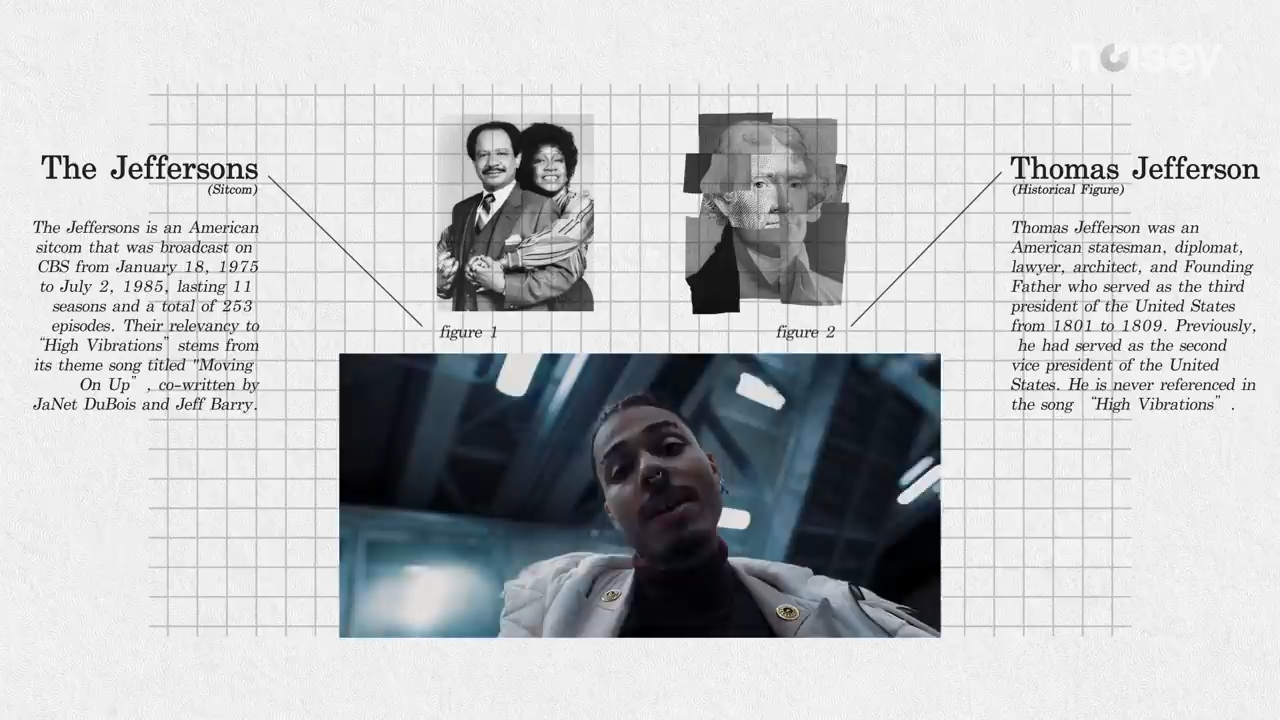 noisey
The Jeffersons
(Sitcom)
The Jeffersons is an American
sitcom that was broadcast on
CBS from January 18, 1975
to July 2, 1985, lasting 11
seasons and a total of 253
episodes. Their relevancy to
"High Vibrations" stems from
its theme song titled "Moving
On Up" , co-written by
JaNet DuBois and Jeff Barry.
figure 1
figure 2
Thomas Jefferson
(Historical Figure)
Thomas Jefferson was an
American statesman, diplomat,
lawyer, architect, and Founding
Father who served as the third
president of the United States
from 1801 to 1809. Previously,
he had served as the second
vice president of the United
States. He is never referenced in
the song "High Vibrations" .